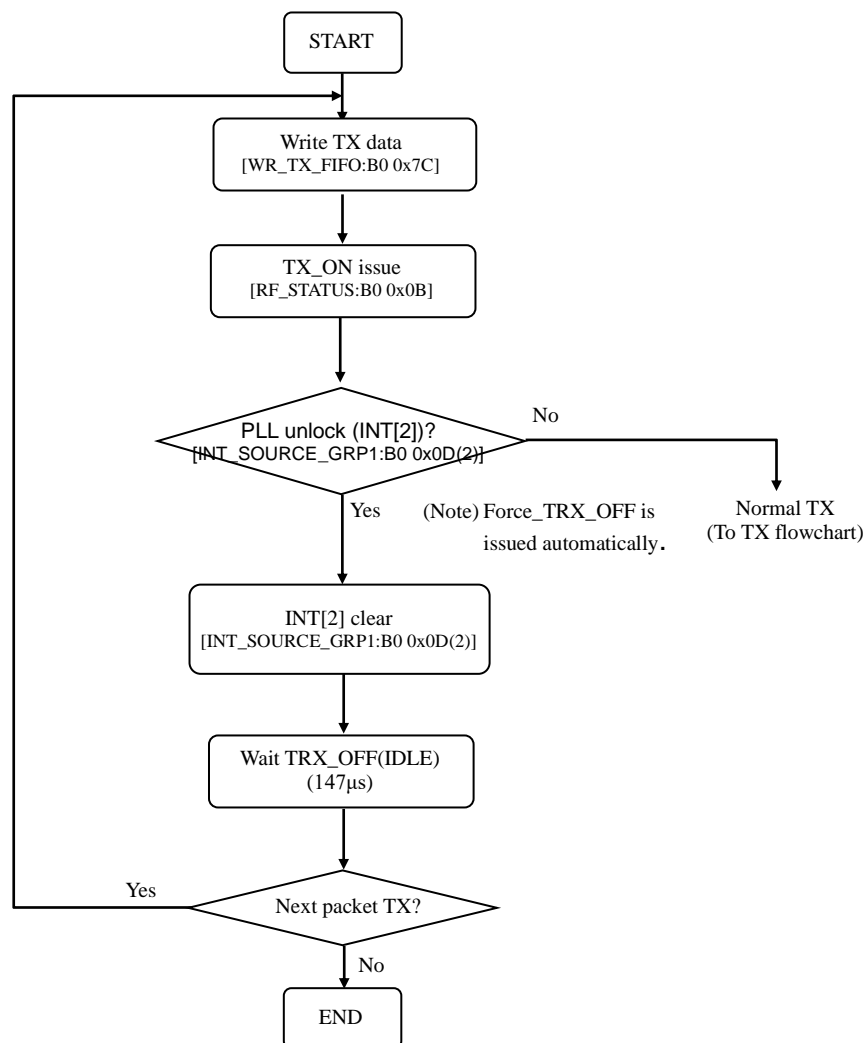 START
Write TX data
[WR_TX_FIFO:B0 0x7C]
TX_ON issue
[RF_STATUS:B0 0x0B]
No
PLL unlock (INT[2])?
[INT_SOURCE_GRP1:B0 0x0D(2)]
Yes
(Note) Force_TRX_OFF is
issued automatically.
Normal TX
(To TX flowchart)
INT[2] clear
[INT_SOURCE_GRP1:B0 0x0D(2)]
Wait TRX_OFF(IDLE)
(147μs)
Yes
Next packet TX?
No
END